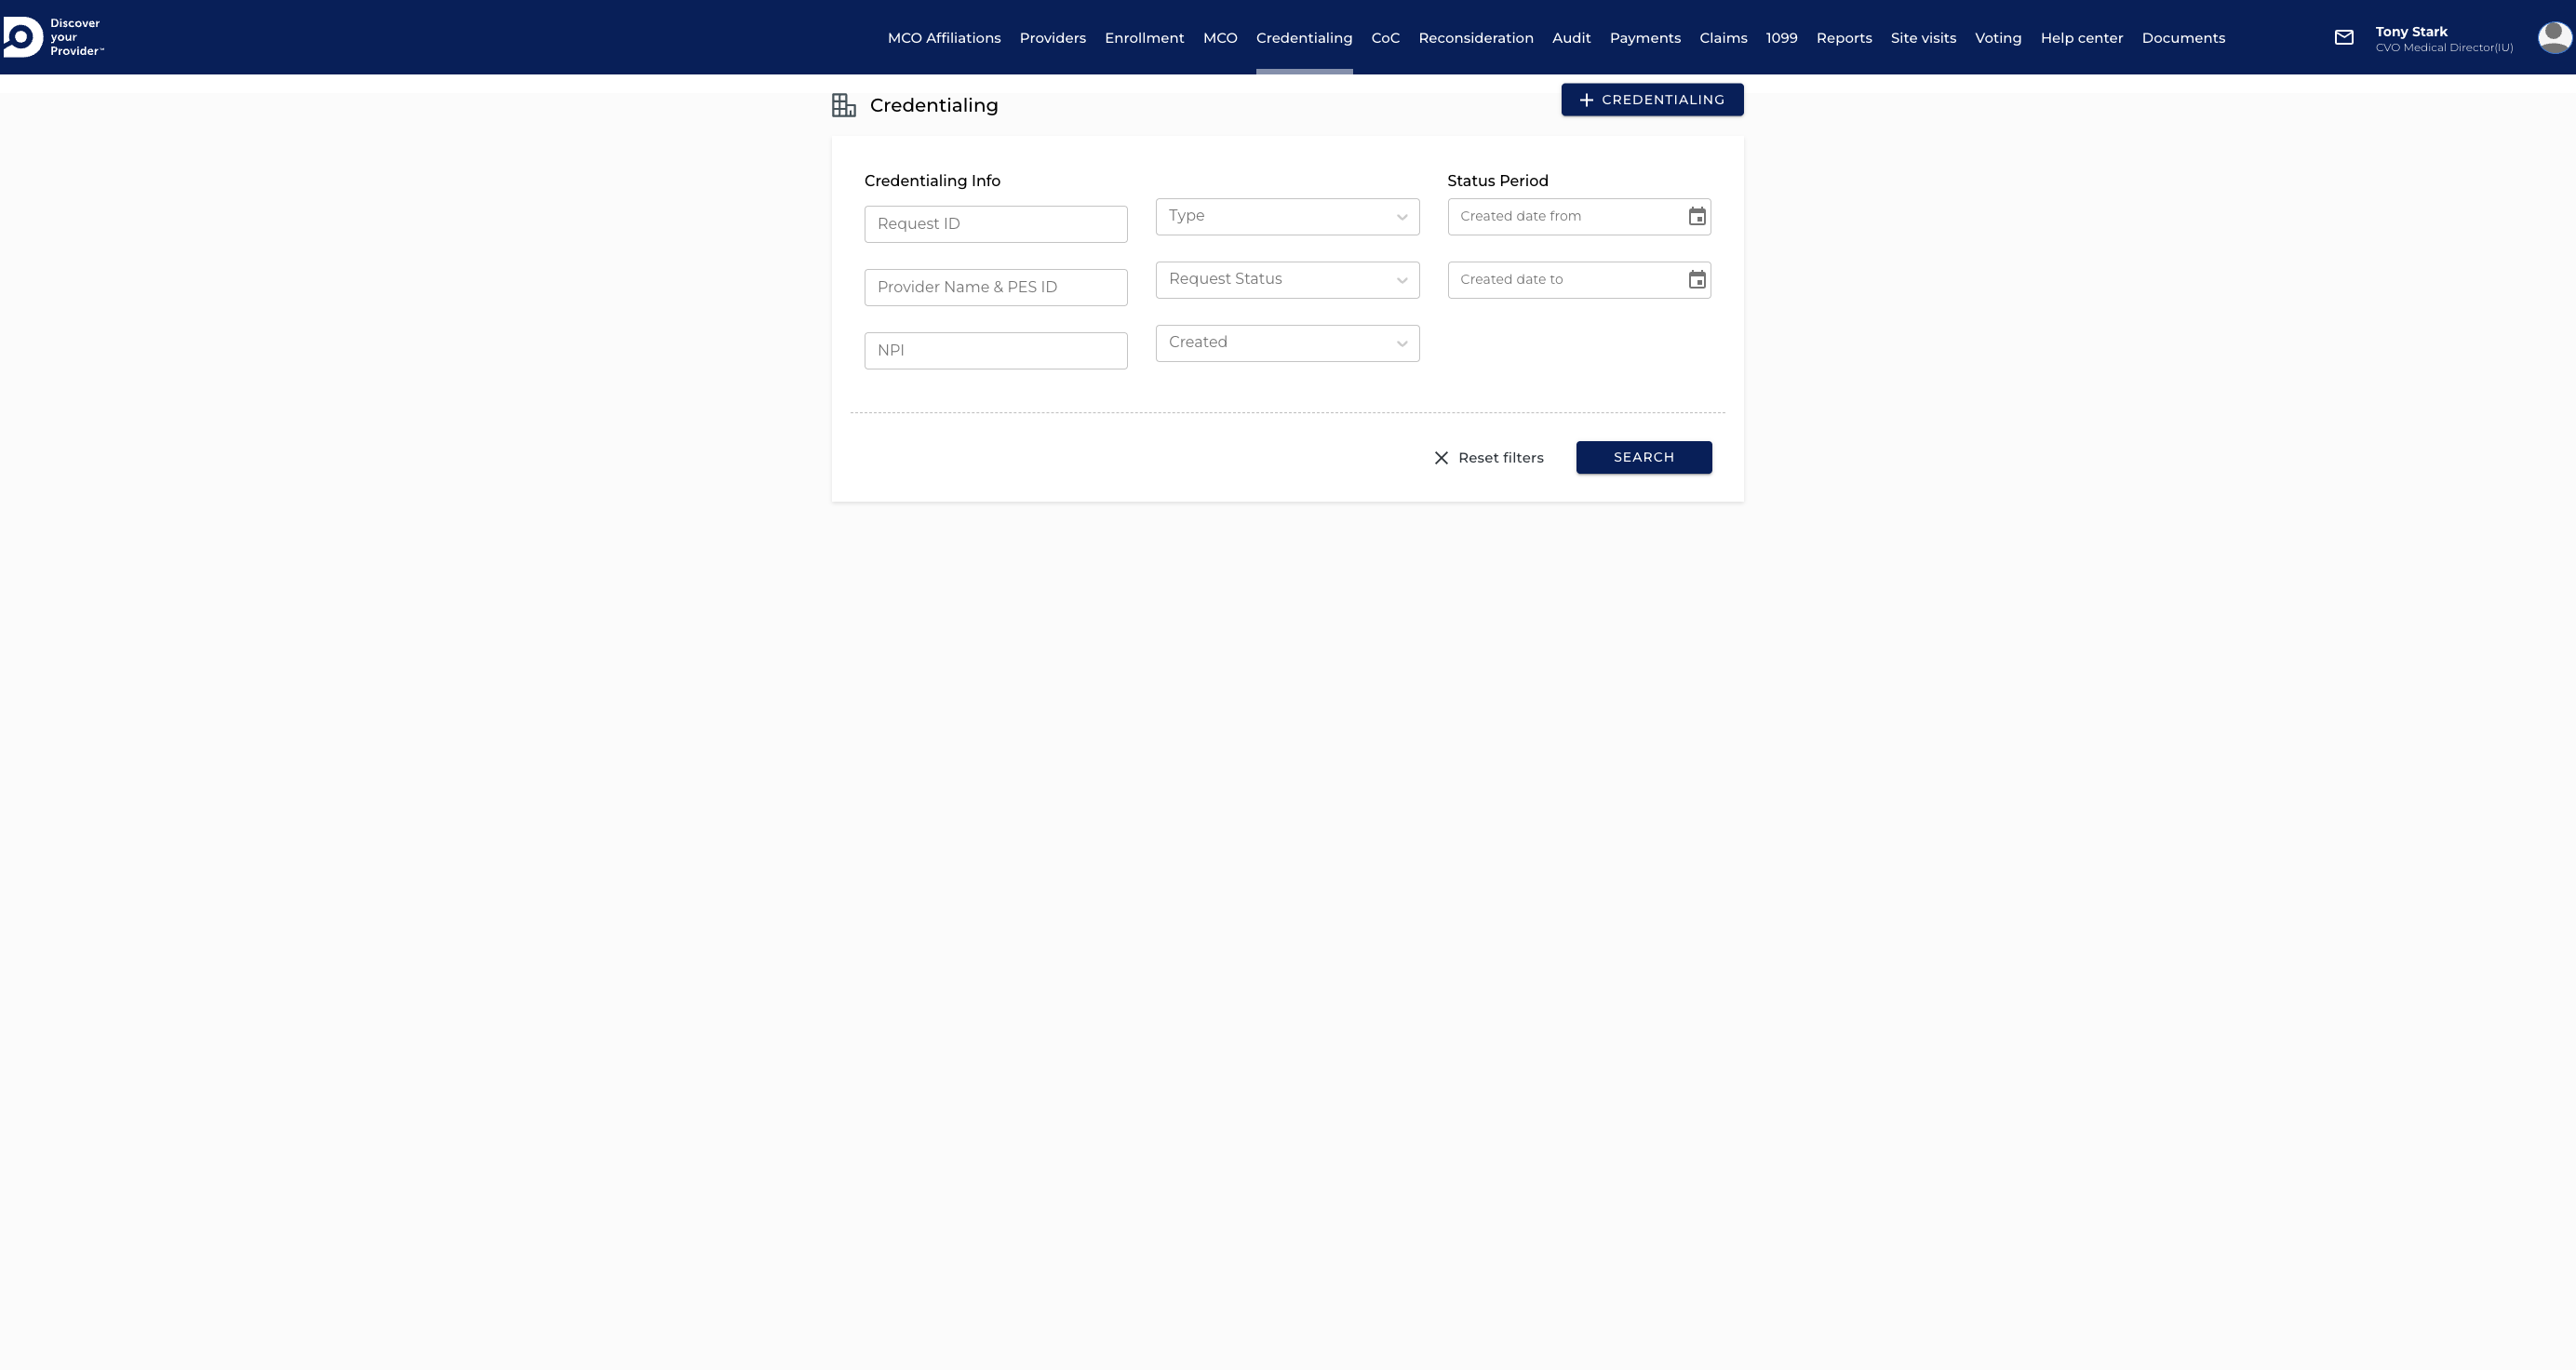 Discover
your
Provider™
MCO Affiliations Providers Enrollment MCO Credentialing CoC Reconsideration Audit Payments Claims 1099 Reports Site visits Voting Help center Documents
Tony Stark
CVO Medical Director(IU)
Credentialing
CREDENTIALING
Credentialing Info
Request ID
Provider Name & PES ID
NPI
Type
Request Status
Created
Status Period
Created date from
Created date to
Reset filters
SEARCH